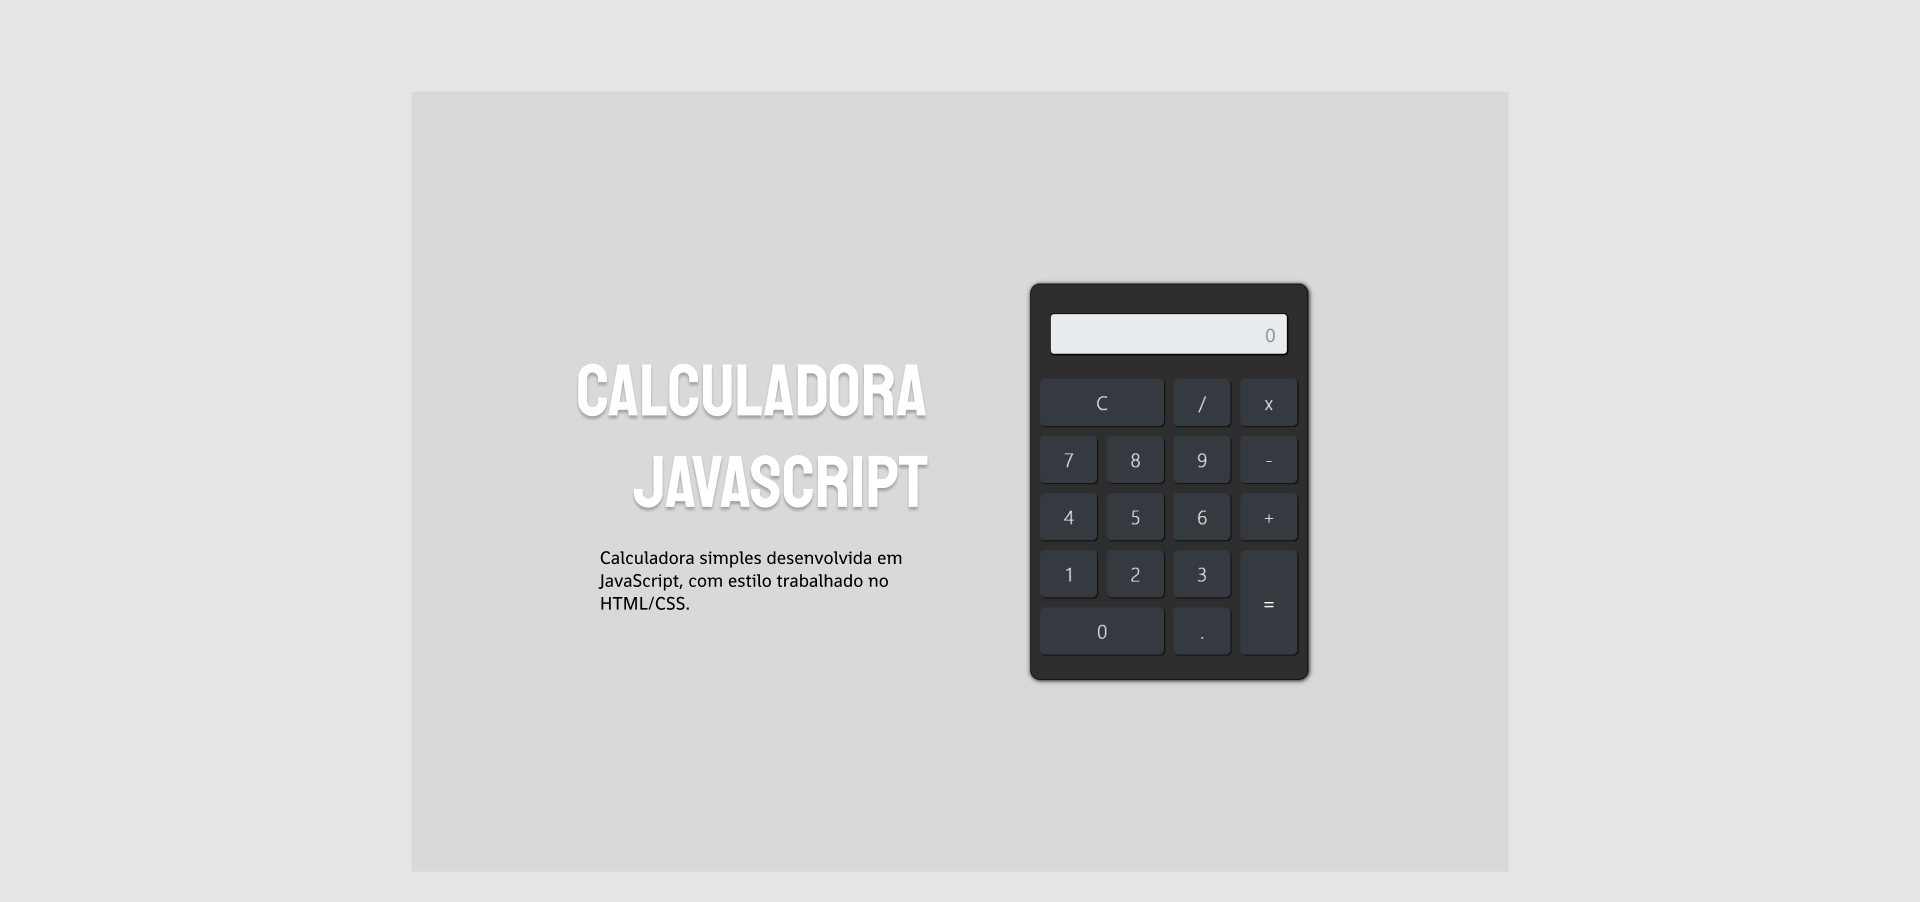 CALCULADORA
JAVASCRIPT
Calculadora simples desenvolvida em
JavaScript, com estilo trabalhado no
HTML/CSS.
0
C / x
7 8 9 -
4 5 6 +
1 2 3
=
0 .